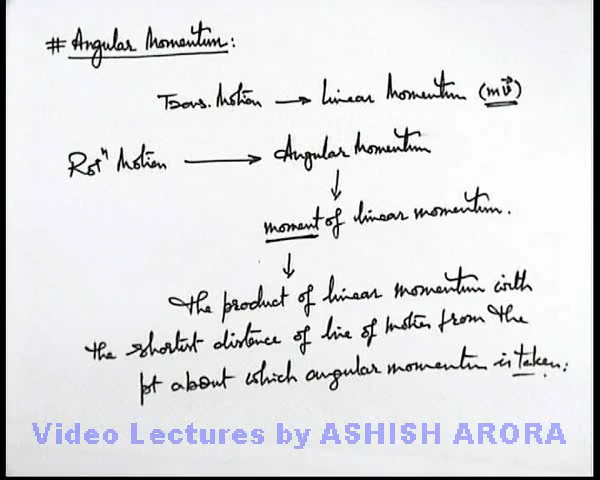 # Angular Momentum:
Trans. Motion → Linear Momentum (mv⃗)
Rotⁿ Motion → Angular Momentum
↓
moment of linear momentum.
↓
The product of linear momentum with
the shortest distance of line of motion from the
pt about which angular momentum is taken.
Video Lectures by ASHISH ARORA